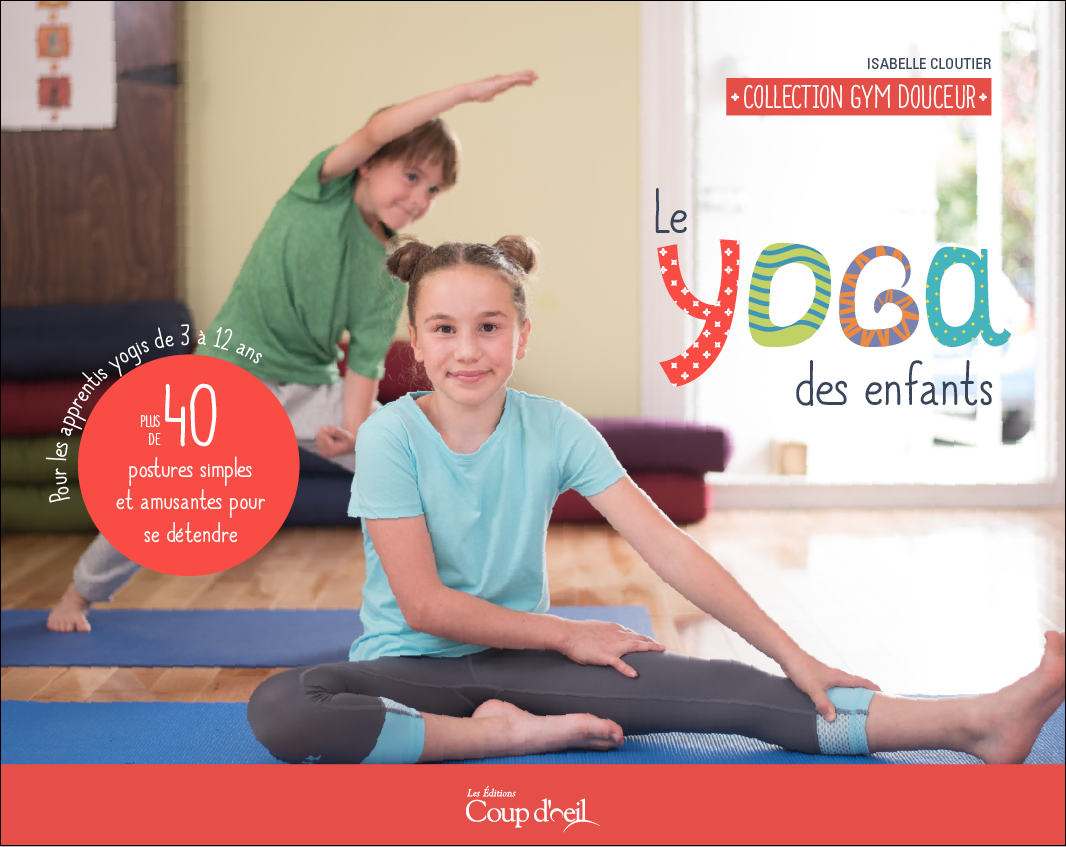 ISABELLE CLOUTIER
COLLECTION GYM DOUCEUR
Le
YOGA
des enfants
Pour les apprentis yogis de 3 à 12 ans
PLUS
DE 40
postures simples
et amusantes pour
se détendre
Les Éditions
Coup d'oeil